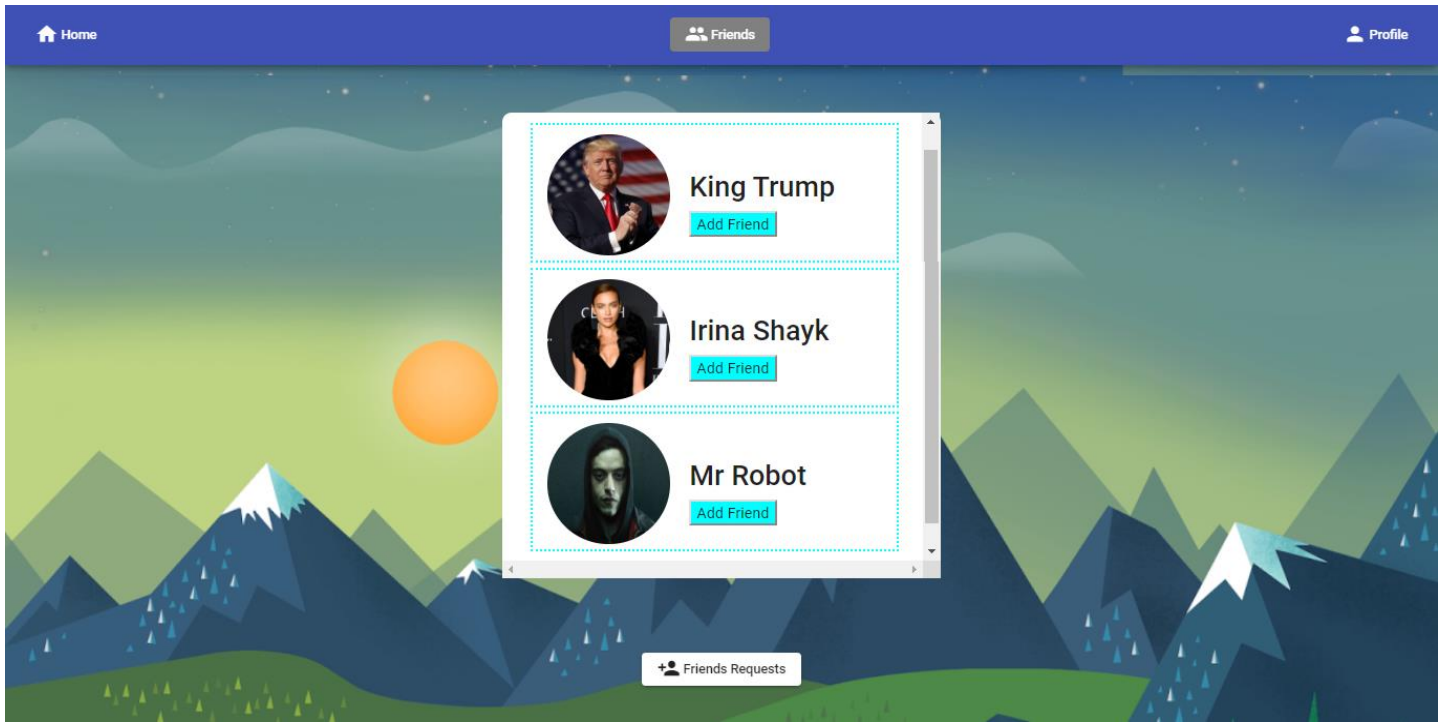 Home
Friends
Profile
King Trump
Add Friend
Irina Shayk
Add Friend
Mr Robot
Add Friend
Friends Requests